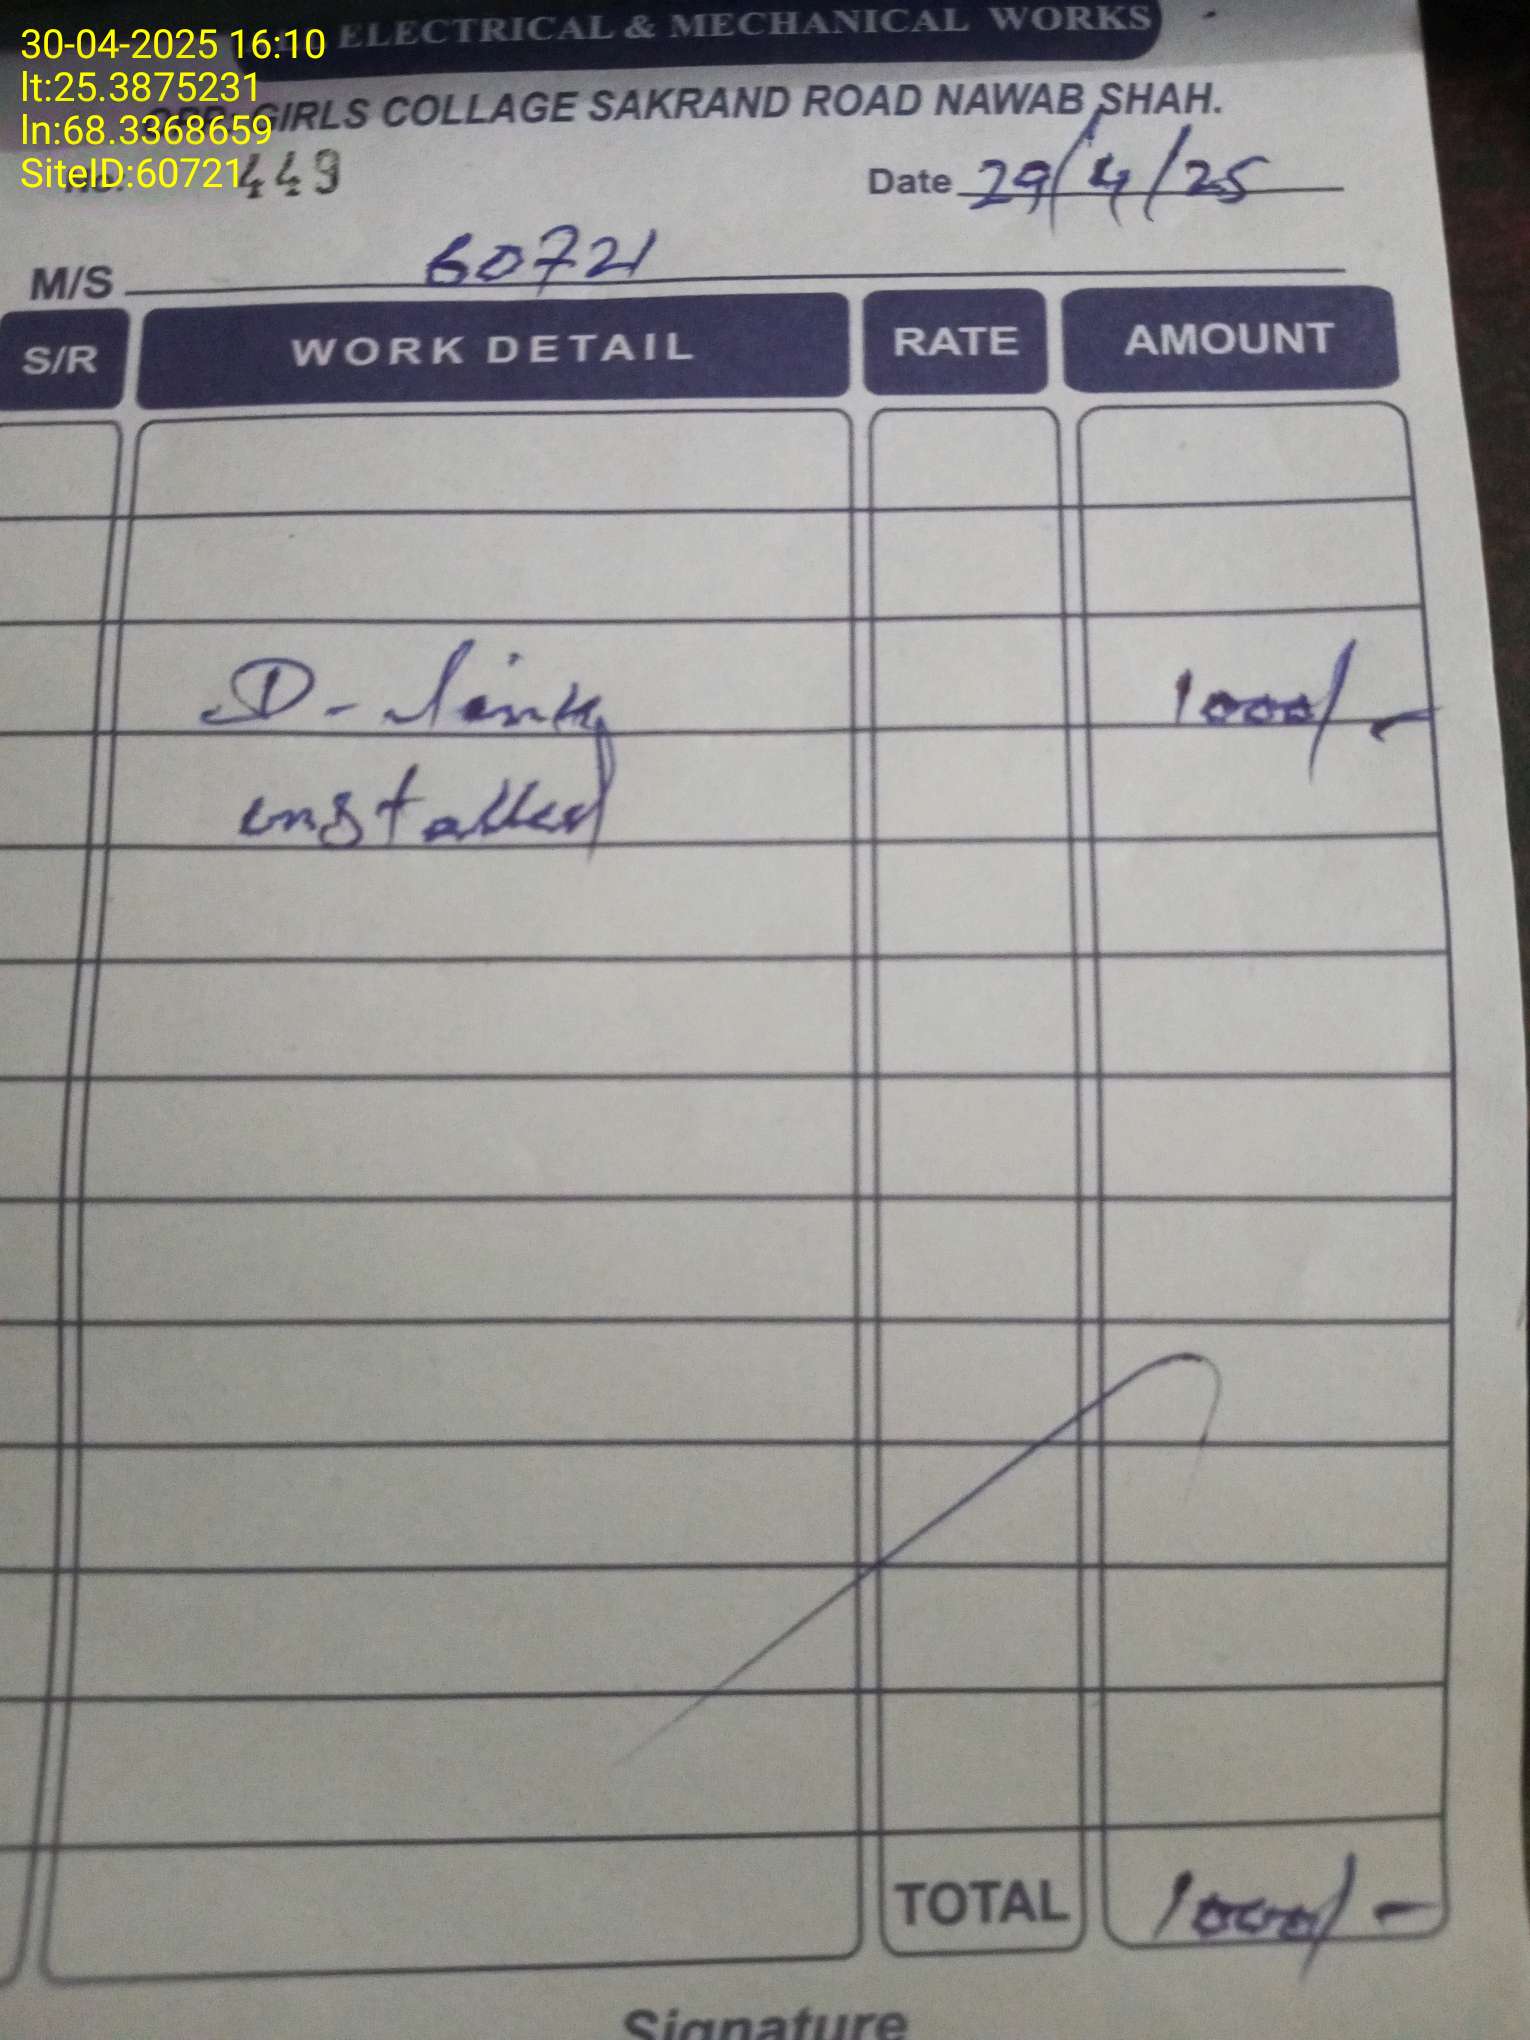 ELECTRICAL & MECHANICAL WORKS
30-04-2025 16:10
lt:25.3875231
ln:68.3368659
SiteID:60721
GIRLS COLLAGE SAKRAND ROAD NAWAB SHAH.
449
Date 29/4/25
M/S 60721
S/R WORK DETAIL RATE AMOUNT
D-link 1000/-
installed
TOTAL 1000/-
Signature